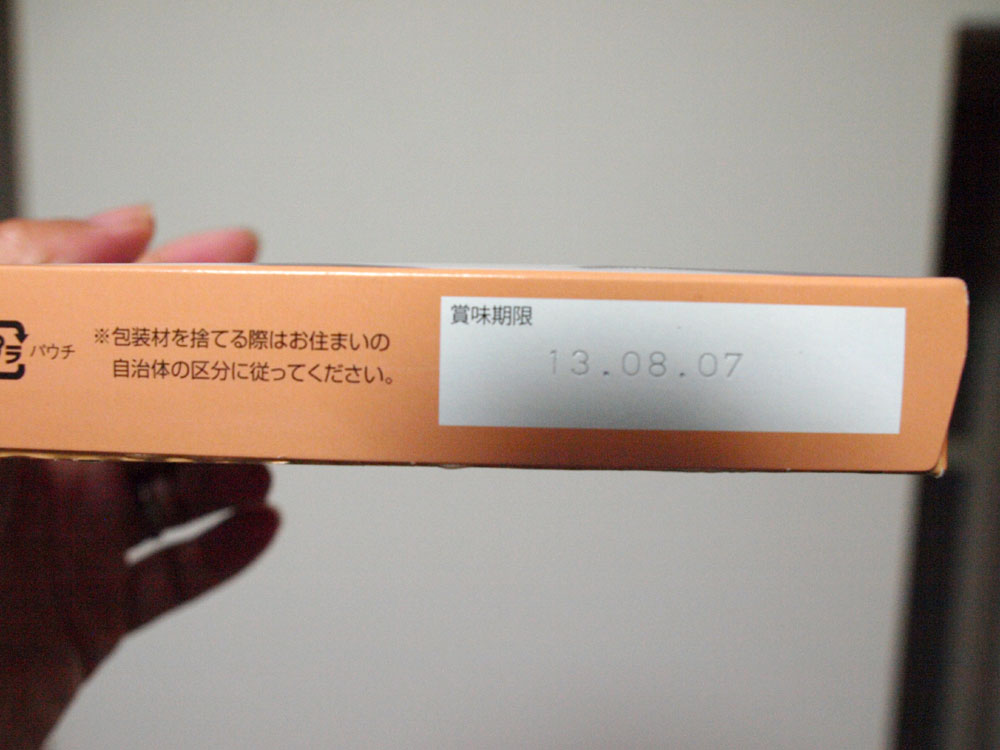 プラ
パウチ
※包装材を捨てる際はお住まいの
自治体の区分に従ってください。
賞味期限
13.08.07